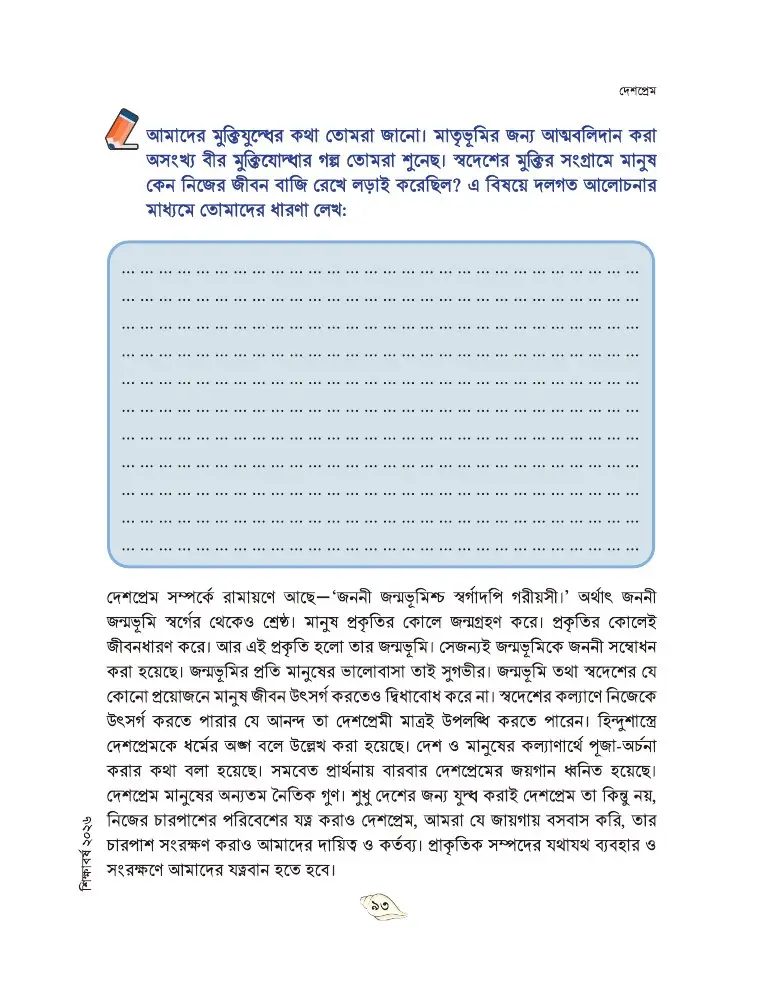 দেশপ্রেম
আমাদের মুক্তিযুদ্ধের কথা তোমরা জানো। মাতৃভূমির জন্য আত্মবলিদান করা
অসংখ্য বীর মুক্তিযোদ্ধার গল্প তোমরা শুনেছ। স্বদেশের মুক্তির সংগ্রামে মানুষ
কেন নিজের জীবন বাজি রেখে লড়াই করেছিল? এ বিষয়ে দলগত আলোচনার
মাধ্যমে তোমাদের ধারণা লেখ:
... ... ... ... ... ... ... ... ... ... ... ... ... ... ... ... ... ... ... ... ... ... ... ... ... ... ... ...
... ... ... ... ... ... ... ... ... ... ... ... ... ... ... ... ... ... ... ... ... ... ... ... ... ... ... ...
... ... ... ... ... ... ... ... ... ... ... ... ... ... ... ... ... ... ... ... ... ... ... ... ... ... ... ...
... ... ... ... ... ... ... ... ... ... ... ... ... ... ... ... ... ... ... ... ... ... ... ... ... ... ... ...
... ... ... ... ... ... ... ... ... ... ... ... ... ... ... ... ... ... ... ... ... ... ... ... ... ... ... ...
... ... ... ... ... ... ... ... ... ... ... ... ... ... ... ... ... ... ... ... ... ... ... ... ... ... ... ...
... ... ... ... ... ... ... ... ... ... ... ... ... ... ... ... ... ... ... ... ... ... ... ... ... ... ... ...
... ... ... ... ... ... ... ... ... ... ... ... ... ... ... ... ... ... ... ... ... ... ... ... ... ... ... ...
... ... ... ... ... ... ... ... ... ... ... ... ... ... ... ... ... ... ... ... ... ... ... ... ... ... ... ...
... ... ... ... ... ... ... ... ... ... ... ... ... ... ... ... ... ... ... ... ... ... ... ... ... ... ... ...
... ... ... ... ... ... ... ... ... ... ... ... ... ... ... ... ... ... ... ... ... ... ... ... ... ... ... ...
দেশপ্রেম সম্পর্কে রামায়ণে আছে—‘জননী জন্মভূমিশ্চ স্বর্গাদপি গরীয়সী।’ অর্থাৎ জননী
জন্মভূমি স্বর্গের থেকেও শ্রেষ্ঠ। মানুষ প্রকৃতির কোলে জন্মগ্রহণ করে। প্রকৃতির কোলেই
জীবনধারণ করে। আর এই প্রকৃতি হলো তার জন্মভূমি। সেজন্যই জন্মভূমিকে জননী সম্বোধন
করা হয়েছে। জন্মভূমির প্রতি মানুষের ভালোবাসা তাই সুগভীর। জন্মভূমি তথা স্বদেশের যে
কোনো প্রয়োজনে মানুষ জীবন উৎসর্গ করতেও দ্বিধাবোধ করে না। স্বদেশের কল্যাণে নিজেকে
উৎসর্গ করতে পারার যে আনন্দ তা দেশপ্রেমী মাত্রই উপলব্ধি করতে পারেন। হিন্দুশাস্ত্রে
দেশপ্রেমকে ধর্মের অঙ্গ বলে উল্লেখ করা হয়েছে। দেশ ও মানুষের কল্যাণার্থে পূজা-অর্চনা
করার কথা বলা হয়েছে। সমবেত প্রার্থনায় বারবার দেশপ্রেমের জয়গান ধ্বনিত হয়েছে।
দেশপ্রেম মানুষের অন্যতম নৈতিক গুণ। শুধু দেশের জন্য যুদ্ধ করাই দেশপ্রেম তা কিন্তু নয়,
নিজের চারপাশের পরিবেশের যত্ন করাও দেশপ্রেম, আমরা যে জায়গায় বসবাস করি, তার
চারপাশ সংরক্ষণ করাও আমাদের দায়িত্ব ও কর্তব্য। প্রাকৃতিক সম্পদের যথাযথ ব্যবহার ও
সংরক্ষণে আমাদের যত্নবান হতে হবে।
শিক্ষাবর্ষ ২০২৬
৯৩